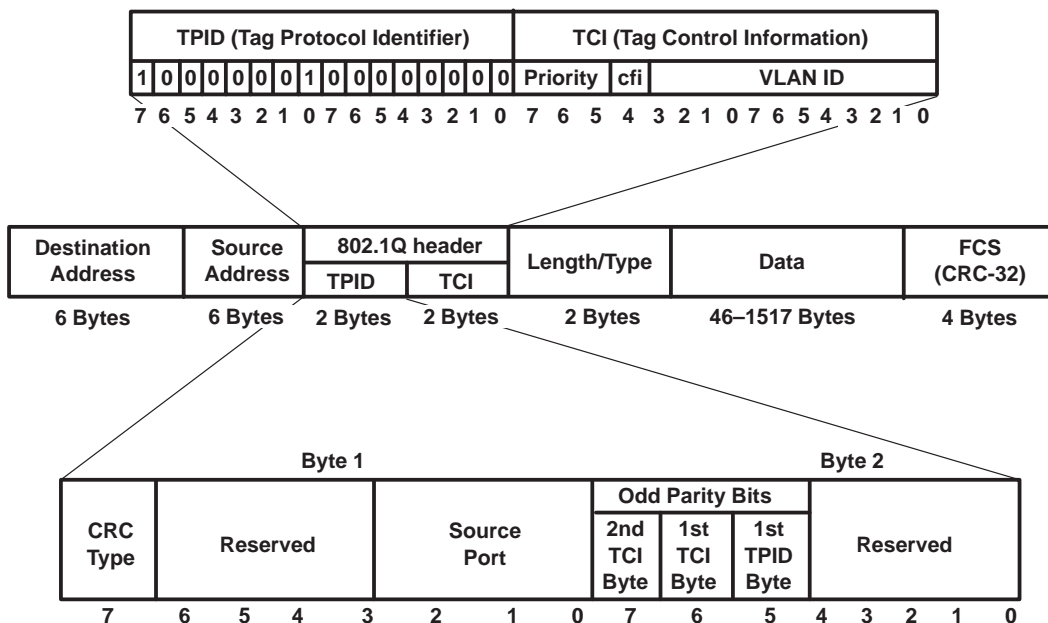 TPID (Tag Protocol Identifier) TCI (Tag Control Information)
1 0 0 0 0 0 0 1 0 0 0 0 0 0 0 0 Priority cfi VLAN ID
7 6 5 4 3 2 1 0 7 6 5 4 3 2 1 0 7 6 5 4 3 2 1 0 7 6 5 4 3 2 1 0
Destination Address
Source Address
802.1Q header
TPID TCI
Length/Type
Data
FCS (CRC-32)
6 Bytes 6 Bytes 2 Bytes 2 Bytes 2 Bytes 46–1517 Bytes 4 Bytes
Byte 1 Byte 2
CRC Type
Reserved
Source Port
Odd Parity Bits
2nd TCI Byte
1st TCI Byte
1st TPID Byte
Reserved
7 6 5 4 3 2 1 0 7 6 5 4 3 2 1 0